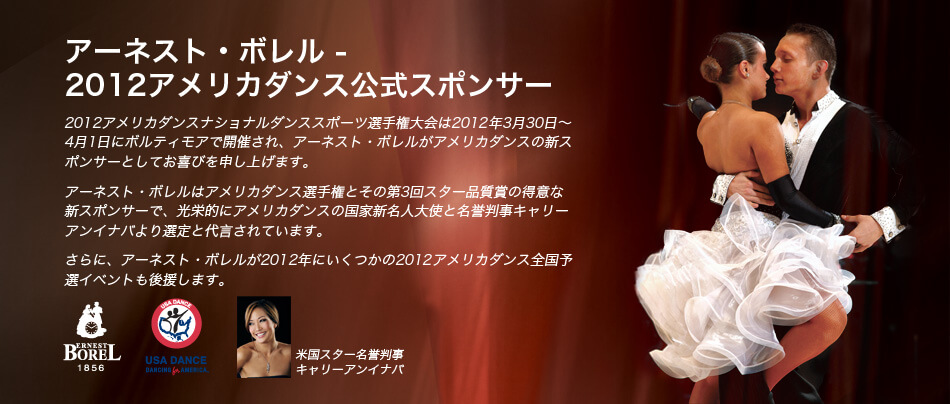 アーネスト・ボレル -
2012アメリカダンス公式スポンサー
2012アメリカダンスナショナルダンススポーツ選手権大会は2012年3月30日～
4月1日にボルティモアで開催され、アーネスト・ボレルがアメリカダンスの新ス
ポンサーとしてお喜びを申し上げます。
アーネスト・ボレルはアメリカダンス選手権とその第3回スター品質賞の得意な
新スポンサーで、光栄的にアメリカダンスの国家新名人大使と名誉判事キャリー
アンイナバより選定と代言されています。
さらに、アーネスト・ボレルが2012年にいくつかの2012アメリカダンス全国予
選イベントも後援します。
ERNEST
BOREL
1856
USA DANCE
USA DANCE
DANCING for AMERICA
米国スター名誉判事
キャリーアンイナバ